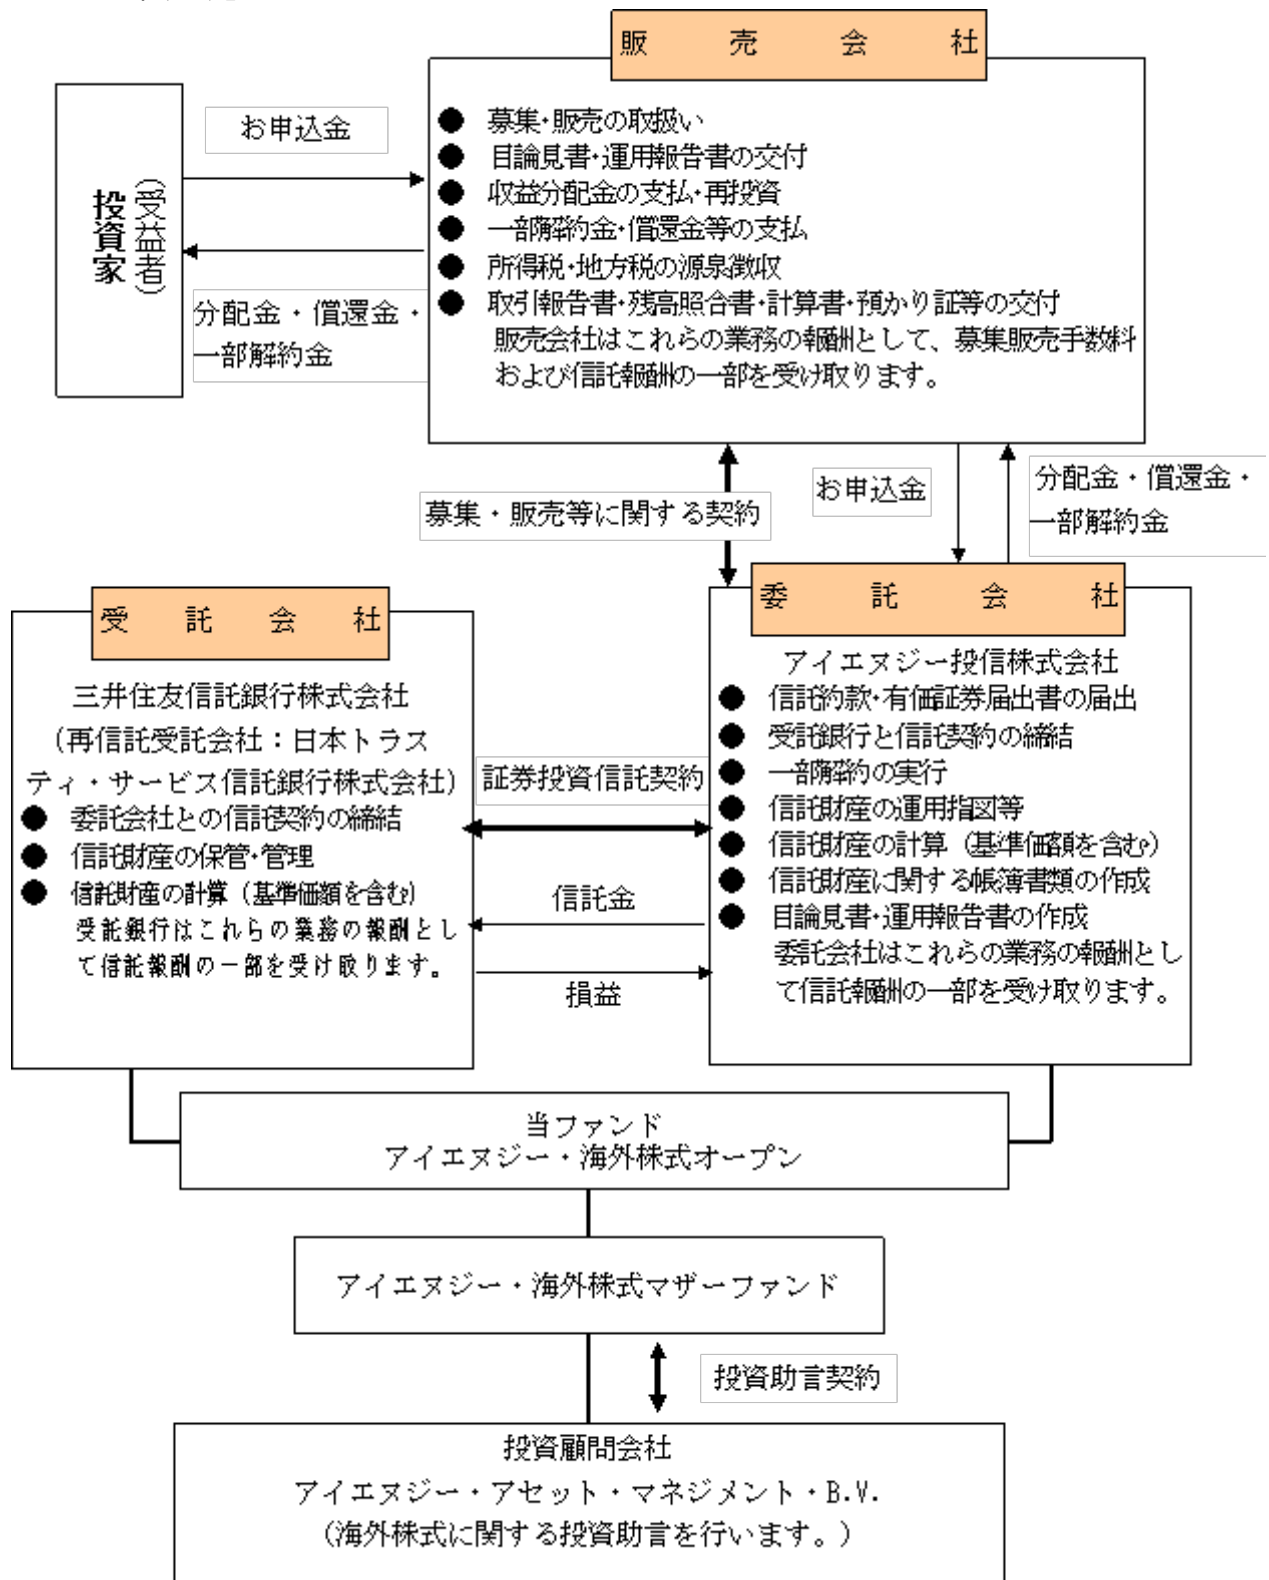 販売会社
お申込金
投資家
（受益者）
分配金・償還金・
一部解約金
● 募集・販売の取扱い
● 目論見書・運用報告書の交付
● 収益分配金の支払・再投資
● 一部解約金・償還金等の支払
● 所得税・地方税の源泉徴収
● 取引報告書・残高照合書・計算書・預かり証等の交付
販売会社はこれらの業務の報酬として、募集販売手数料
および信託報酬の一部を受け取ります。
募集・販売等に関する契約
お申込金
分配金・償還金・
一部解約金
受託会社
三井住友信託銀行株式会社
（再信託受託会社：日本トラス
ティ・サービス信託銀行株式会社）
● 委託会社との信託契約の締結
● 信託財産の保管・管理
● 信託財産の計算（基準価額を含む）
受託銀行はこれらの業務の報酬とし
て信託報酬の一部を受け取ります。
証券投資信託契約
信託金
損益
委託会社
アイエヌジー投信株式会社
● 信託約款・有価証券届出書の届出
● 受託銀行と信託契約の締結
● 一部解約の実行
● 信託財産の運用指図等
● 信託財産の計算（基準価額を含む）
● 信託財産に関する帳簿書類の作成
● 目論見書・運用報告書の作成
委託会社はこれらの業務の報酬とし
て信託報酬の一部を受け取ります。
当ファンド
アイエヌジー・海外株式オープン
アイエヌジー・海外株式マザーファンド
投資助言契約
投資顧問会社
アイエヌジー・アセット・マネジメント・B.V.
（海外株式に関する投資助言を行います。）